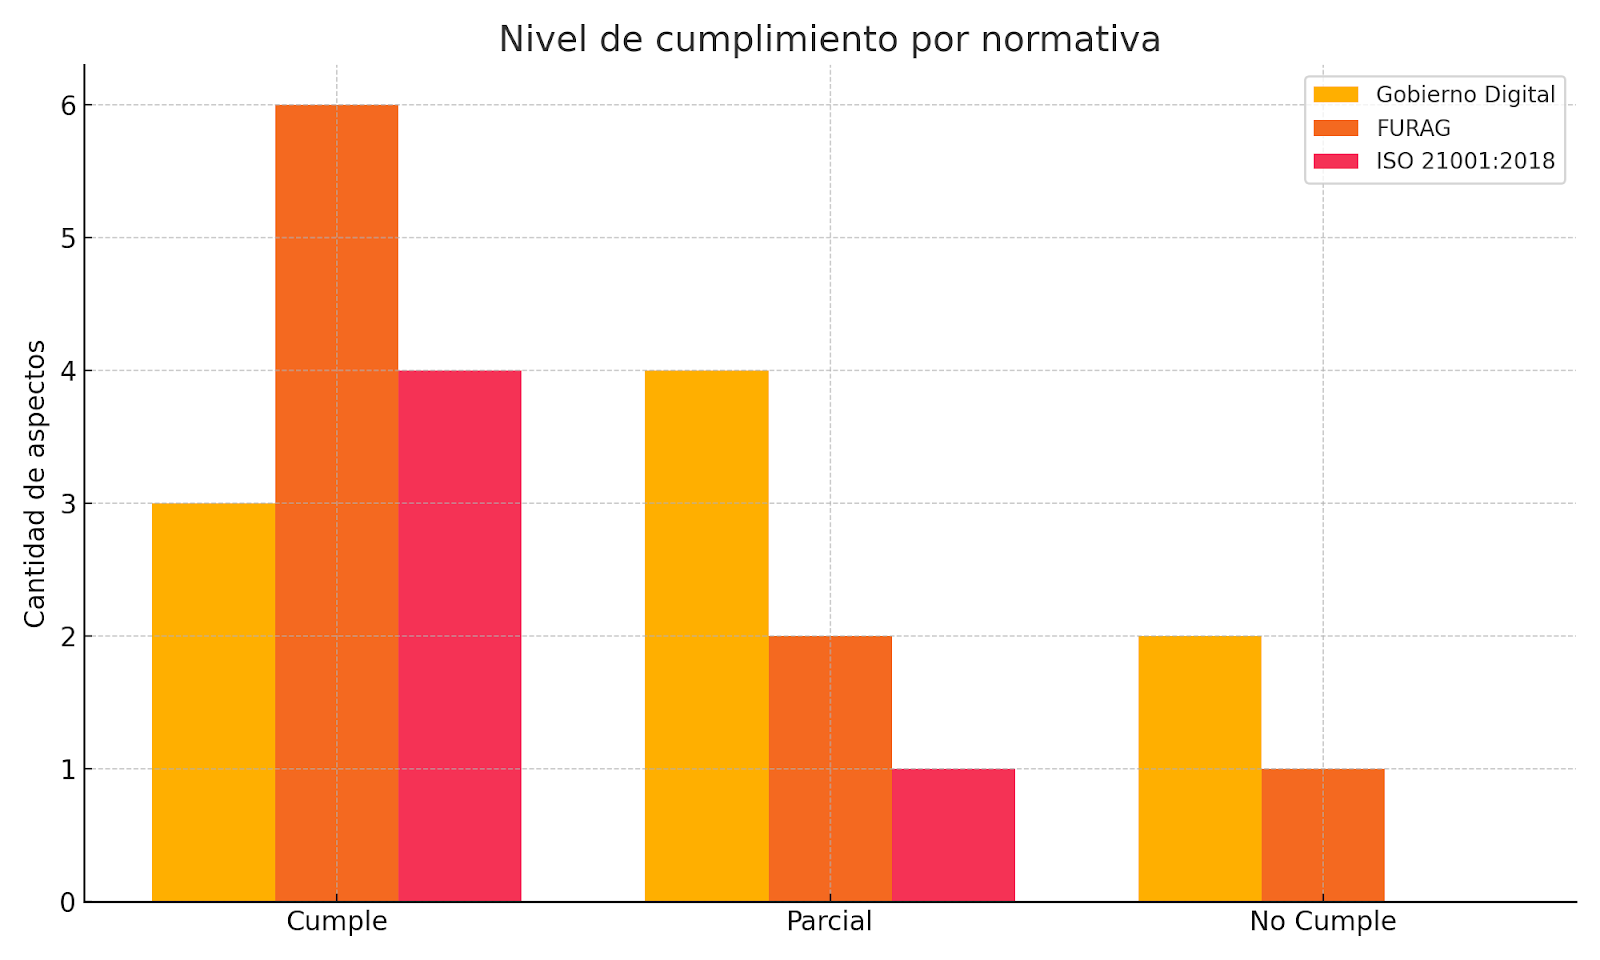 Nivel de cumplimiento por normativa
Gobierno Digital
FURAG
ISO 21001:2018
Cantidad de aspectos
6
5
4
3
2
1
0
Cumple
Parcial
No Cumple